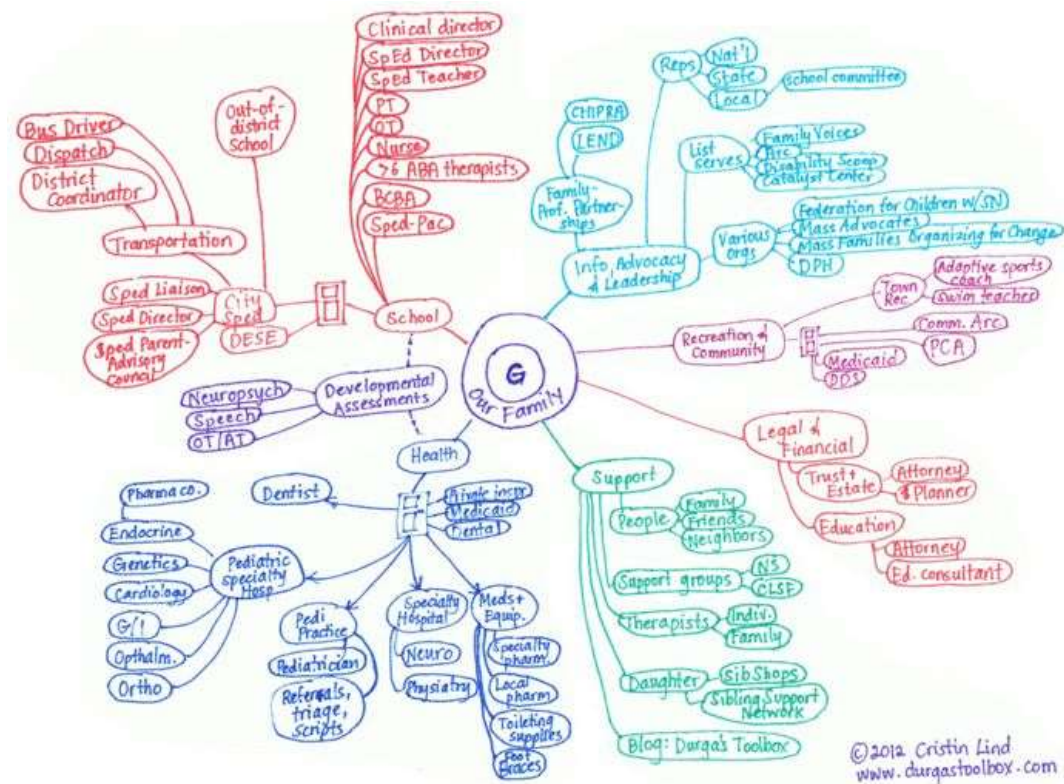 Clinical director
SpEd Director
SpEd Teacher
PT
OT
Nurse
>6 ABA therapists
BCBA
Sped-Pac
Out-of-
district
School
Bus Driver
Dispatch
District
Coordinator
Transportation
Sped Liaison
Sped Director
Sped Parent-
Advisory
Council
City
Sped
DESE
School
Reps
Nat'l
State
Local
school committee
CHIPRA
LEND
Family-
Prof. Partner-
ships
List
serves
Family Voices
Arc
Disability Scoop
Catalyst Center
Various
orgs
Federation for Children w/SN
Mass Advocates
Mass Families Organizing for Change
DPH
Info, Advocacy
& Leadership
Recreation &
Community
Town
Rec
Adaptive sports
coach
Swim teacher
Comm. Arc
PCA
Medicaid
DDS
G
Our Family
Neuropsych
Speech
OT/AT
Developmental
Assessments
Health
Dentist
Private insur
Medicaid
Dental
Pharmaco.
Endocrine
Genetics
Cardiology
G/I
Opthalm.
Ortho
Pediatric
Specialty
Hosp
Pedi
Practice
Pediatrician
Referrals,
triage,
scripts
Specialty
Hospital
Neuro
Physiatry
Meds +
Equip.
Specialty
pharm.
Local
pharm
Toileting
supplies
Foot
Braces
Support
People
Family
Friends
Neighbors
Support groups
NS
CLSF
Therapists
Indiv.
Family
Daughter
SibShops
Sibling Support
Network
Blog: Durga's Toolbox
Legal &
Financial
Trust +
Estate
Attorney
$ Planner
Education
Attorney
Ed. consultant
©2012 Cristin Lind
www.durgastoolbox.com